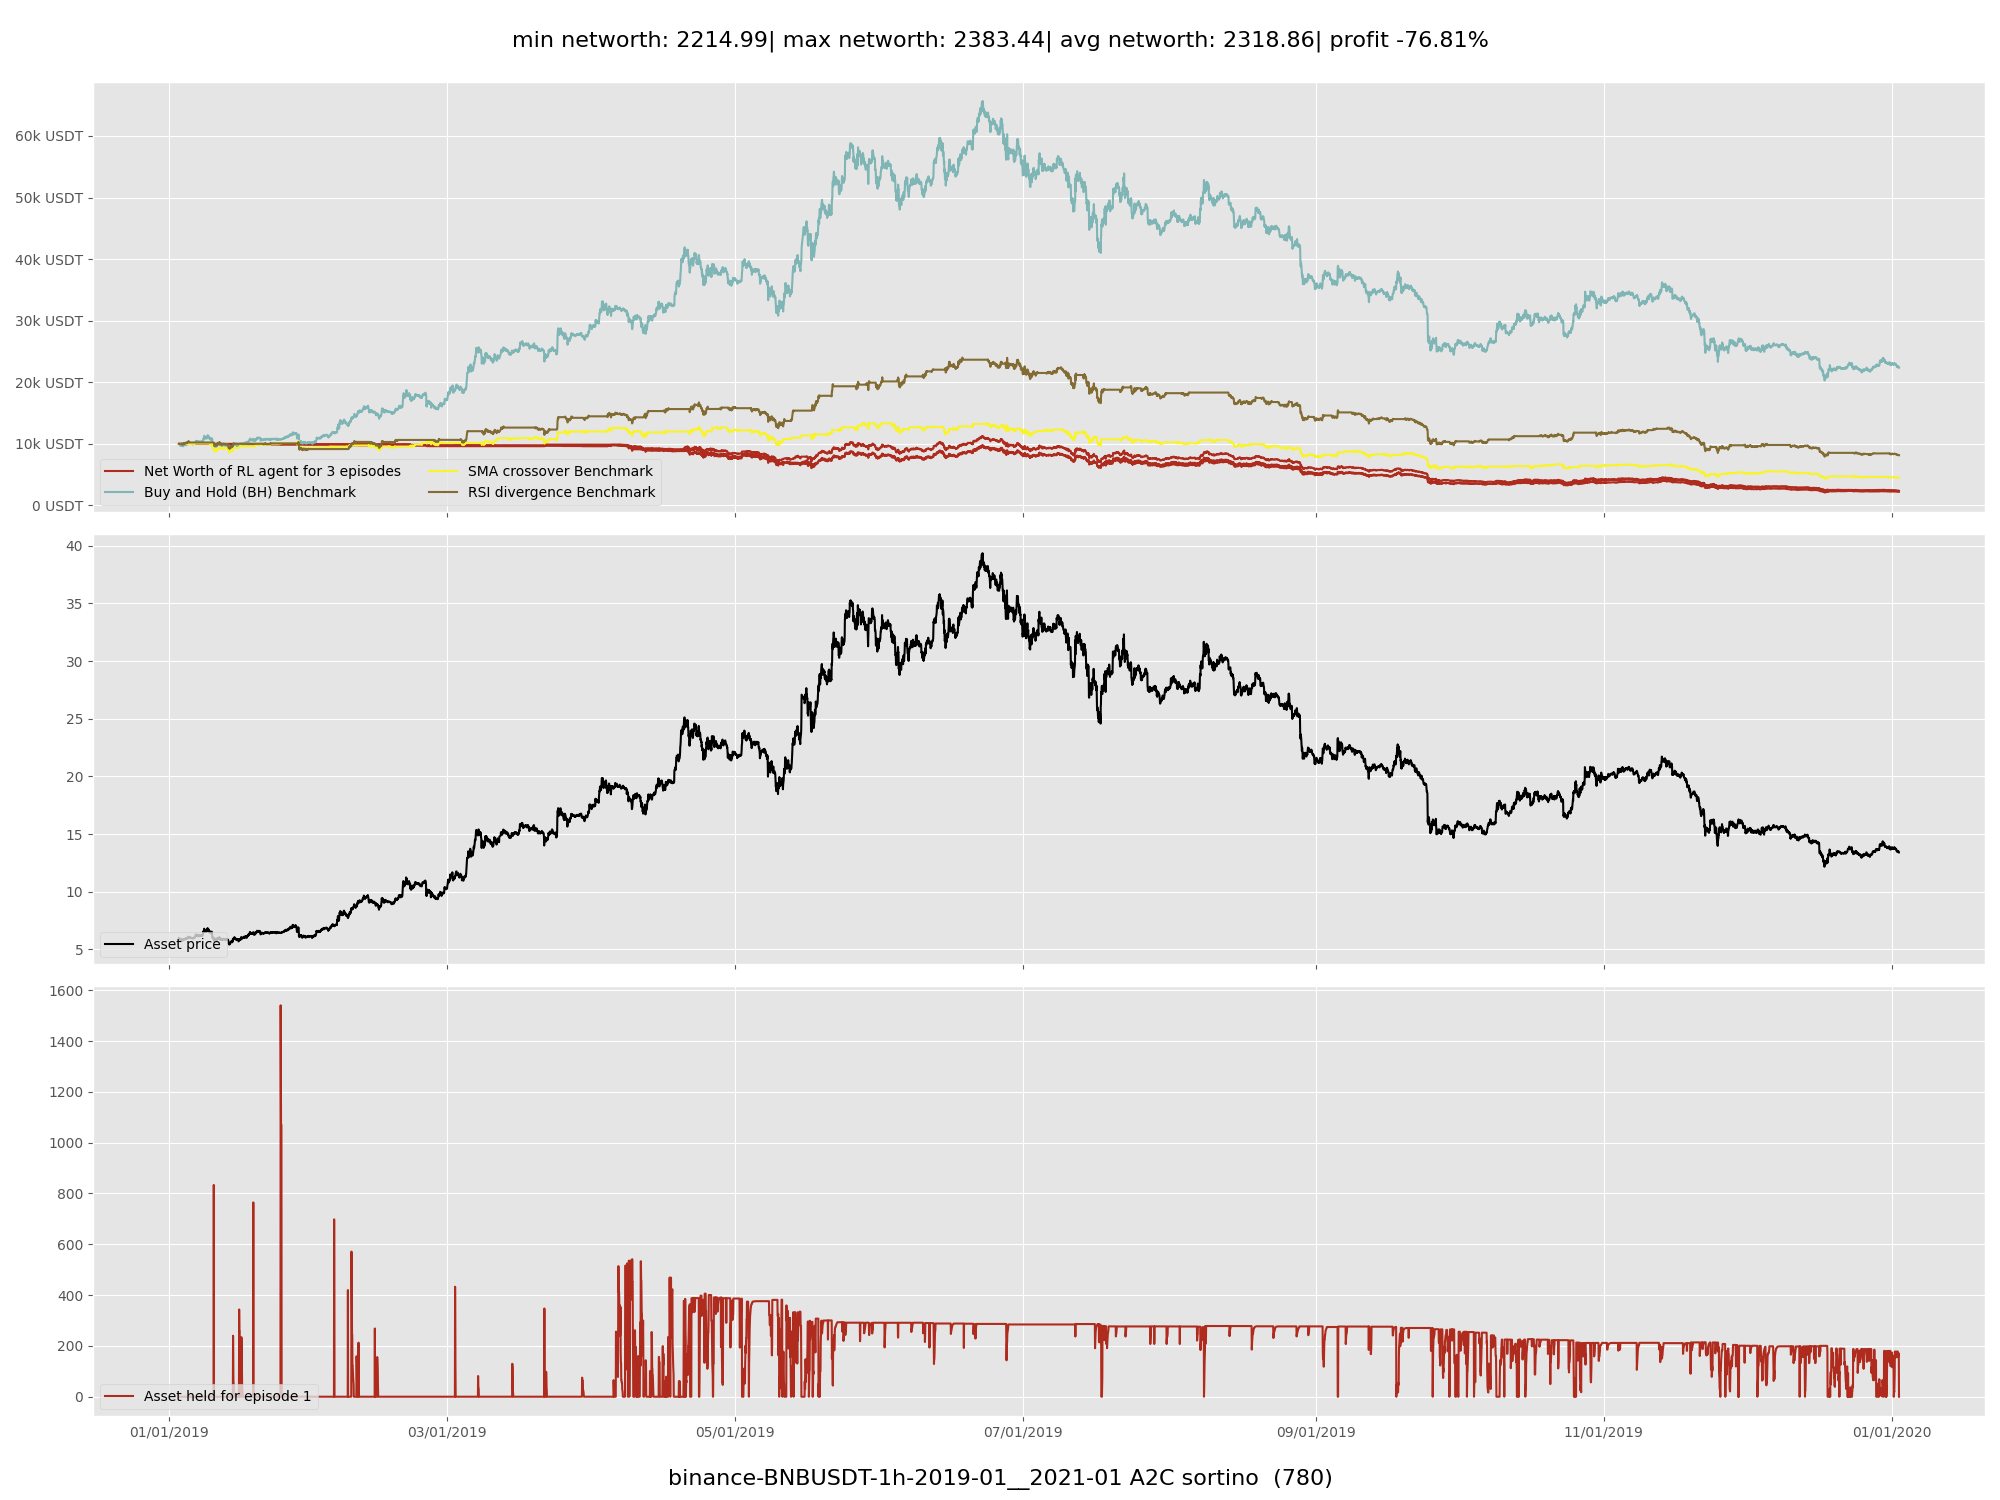 min networth: 2214.99| max networth: 2383.44| avg networth: 2318.86| profit -76.81%
60k USDT
50k USDT
40k USDT
30k USDT
20k USDT
10k USDT
0 USDT
Net Worth of RL agent for 3 episodes
Buy and Hold (BH) Benchmark
SMA crossover Benchmark
RSI divergence Benchmark
40
35
30
25
20
15
10
5
Asset price
1600
1400
1200
1000
800
600
400
200
0
Asset held for episode 1
01/01/2019 03/01/2019 05/01/2019 07/01/2019 09/01/2019 11/01/2019 01/01/2020
binance-BNBUSDT-1h-2019-01__2021-01 A2C sortino (780)